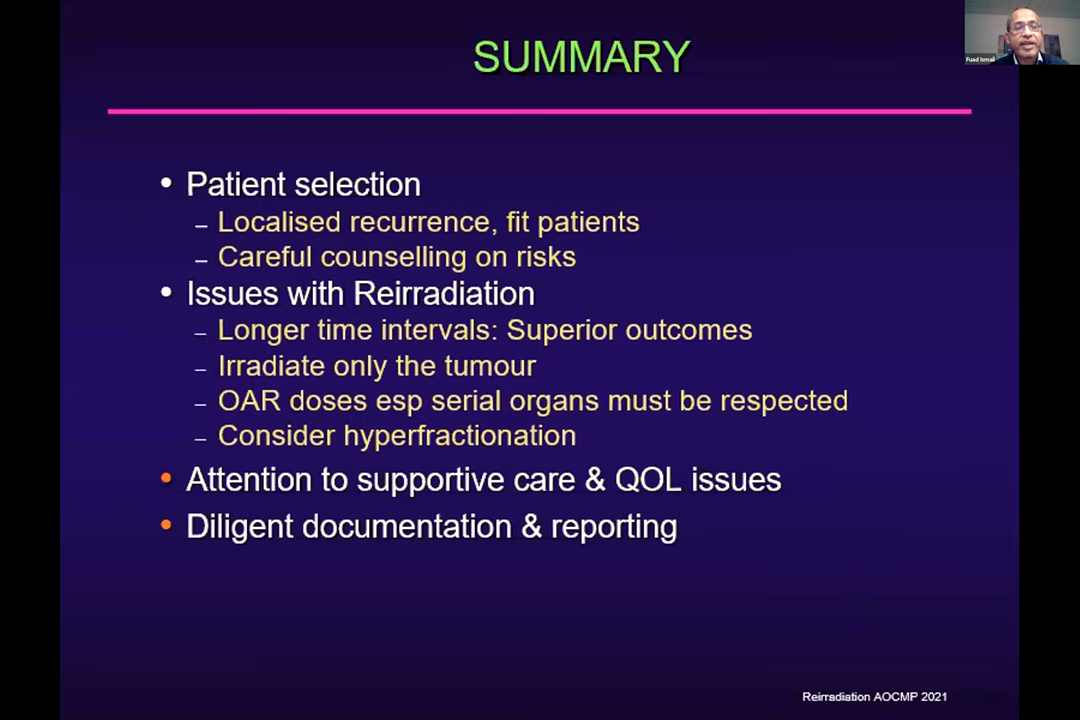 SUMMARY
Fuad Ismail
• Patient selection
– Localised recurrence, fit patients
– Careful counselling on risks
• Issues with Reirradiation
– Longer time intervals: Superior outcomes
– Irradiate only the tumour
– OAR doses esp serial organs must be respected
– Consider hyperfractionation
• Attention to supportive care & QOL issues
• Diligent documentation & reporting
Reirradiation AOCMP 2021